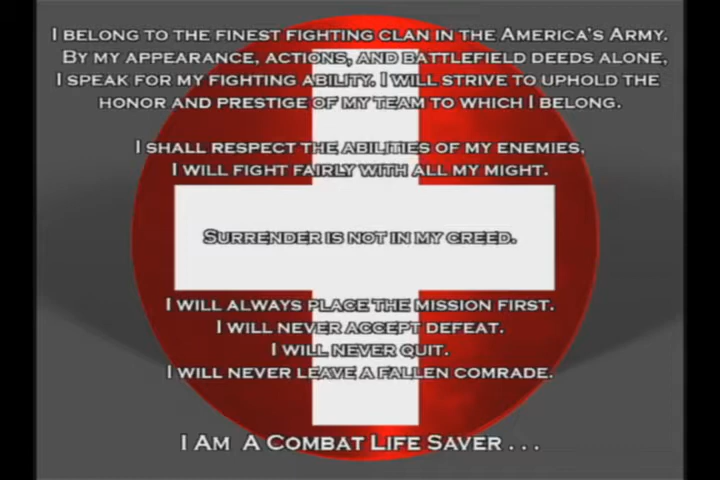 I belong to the finest fighting clan in the America's Army.
By my appearance, actions, and battlefield deeds alone,
I speak for my fighting ability. I will strive to uphold the
honor and prestige of my team to which I belong.
I shall respect the abilities of my enemies,
I will fight fairly with all my might.
Surrender is not in my creed.
I will always place the mission first.
I will never accept defeat.
I will never quit.
I will never leave a fallen comrade.
I Am A Combat Life Saver . . .